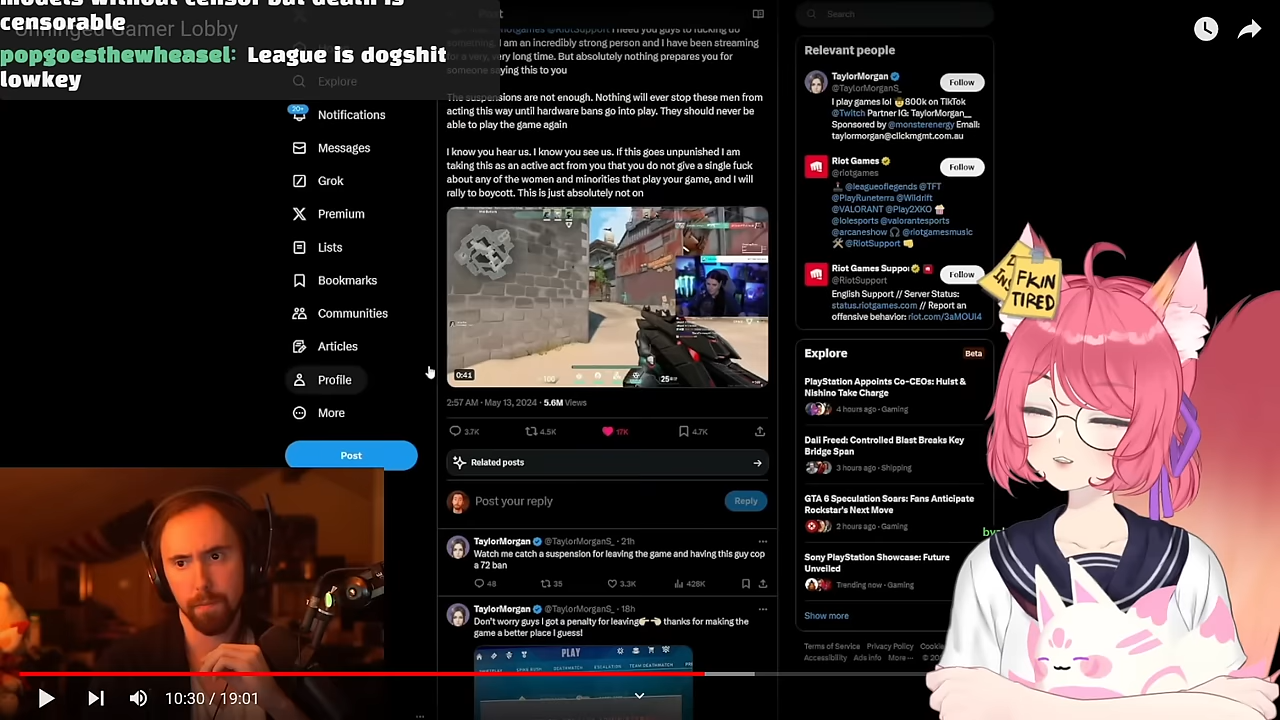 models without censor but death is
censorable
popgoesthewheasel: League is dogshit
lowkey
Unhinged Gamer Lobby
Explore
20+
Notifications
Messages
Grok
Premium
Lists
Bookmarks
Communities
Articles
Profile
More
Post
Post
I am an incredibly strong person and I have been streaming
for a very, very long time. But absolutely nothing prepares you for
someone saying this to you
The suspensions are not enough. Nothing will ever stop these men from
acting this way until hardware bans go into play. They should never be
able to play the game again
I know you hear us. I know you see us. If this goes unpunished I am
taking this as an active act from you that you do not give a single fuck
about any of the women and minorities that play your game, and I will
rally to boycott. This is just absolutely not on
0:41
100
25
2:57 AM · May 13, 2024 · 5.6M Views
3.7K
4.5K
17K
4.7K
Related posts
Post your reply
Reply
TaylorMorgan @TaylorMorganS_ · 21h
Watch me catch a suspension for leaving the game and having this guy cop
a 72 ban
48
35
3.3K
428K
TaylorMorgan @TaylorMorganS_ · 18h
Don't worry guys I got a penalty for leaving thanks for making the
game a better place I guess!
PLAY
Search
Relevant people
TaylorMorgan
@TaylorMorganS_
Follow
I play games lol 800k on TikTok
@Twitch Partner IG: TaylorMorgan__
Sponsored by @monsterenergy Email:
taylormorgan@clickmgmt.com.au
Riot Games
@riotgames
Follow
@leagueoflegends @TFT
@PlayRuneterra @Wildrift
@VALORANT @Play2XKO
@lolesports @valorantesports
@arcaneshow @riotgamesmusic
@RiotSupport
Riot Games Suppo
@RiotSupport
Follow
English Support // Server Status:
status.riotgames.com // Report an
offensive behavior: riot.com/3aMOUI4
Explore
Beta
PlayStation Appoints Co-CEOs: Hulst &
Nishino Take Charge
4 hours ago · Gaming
Dali Freed: Controlled Blast Breaks Key
Bridge Span
3 hours ago · Shipping
GTA 6 Speculation Soars: Fans Anticipate
Rockstar's Next Move
2 hours ago · Gaming
Sony PlayStation Showcase: Future
Unveiled
Trending now · Gaming
Show more
Terms of Service Privacy Policy
Accessibility Ads info More
FKIN
TIRED
10:30 / 19:01